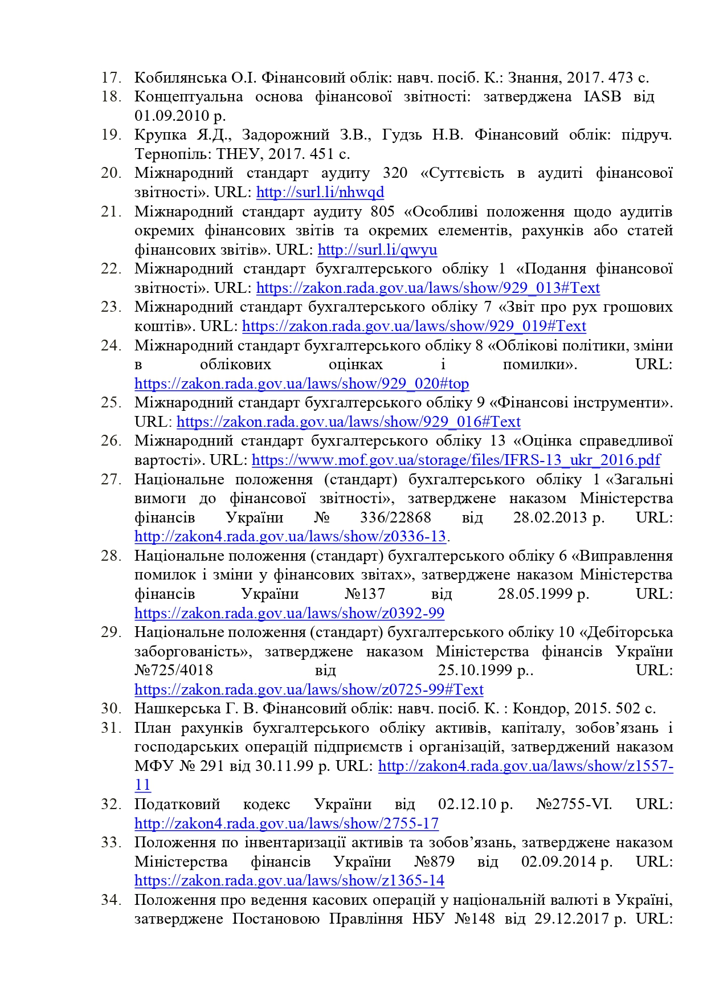 17. Кобилянська О.І. Фінансовий облік: навч. посіб. К.: Знання, 2017. 473 с.
18. Концептуальна основа фінансової звітності: затверджена IASB від
01.09.2010 р.
19. Крупка Я.Д., Задорожний З.В., Гудзь Н.В. Фінансовий облік: підруч.
Тернопіль: ТНЕУ, 2017. 451 с.
20. Міжнародний стандарт аудиту 320 «Суттєвість в аудиті фінансової
звітності». URL: http://surl.li/nhwqd
21. Міжнародний стандарт аудиту 805 «Особливі положення щодо аудитів
окремих фінансових звітів та окремих елементів, рахунків або статей
фінансових звітів». URL: http://surl.li/qwyu
22. Міжнародний стандарт бухгалтерського обліку 1 «Подання фінансової
звітності». URL: https://zakon.rada.gov.ua/laws/show/929_013#Text
23. Міжнародний стандарт бухгалтерського обліку 7 «Звіт про рух грошових
коштів». URL: https://zakon.rada.gov.ua/laws/show/929_019#Text
24. Міжнародний стандарт бухгалтерського обліку 8 «Облікові політики, зміни
в облікових оцінках і помилки». URL:
https://zakon.rada.gov.ua/laws/show/929_020#top
25. Міжнародний стандарт бухгалтерського обліку 9 «Фінансові інструменти».
URL: https://zakon.rada.gov.ua/laws/show/929_016#Text
26. Міжнародний стандарт бухгалтерського обліку 13 «Оцінка справедливої
вартості». URL: https://www.mof.gov.ua/storage/files/IFRS-13_ukr_2016.pdf
27. Національне положення (стандарт) бухгалтерського обліку 1 «Загальні
вимоги до фінансової звітності», затверджене наказом Міністерства
фінансів України № 336/22868 від 28.02.2013 р. URL:
http://zakon4.rada.gov.ua/laws/show/z0336-13.
28. Національне положення (стандарт) бухгалтерського обліку 6 «Виправлення
помилок і зміни у фінансових звітах», затверджене наказом Міністерства
фінансів України №137 від 28.05.1999 р. URL:
https://zakon.rada.gov.ua/laws/show/z0392-99
29. Національне положення (стандарт) бухгалтерського обліку 10 «Дебіторська
заборгованість», затверджене наказом Міністерства фінансів України
№725/4018 від 25.10.1999 р.. URL:
https://zakon.rada.gov.ua/laws/show/z0725-99#Text
30. Нашкерська Г. В. Фінансовий облік: навч. посіб. К. : Кондор, 2015. 502 с.
31. План рахунків бухгалтерського обліку активів, капіталу, зобов’язань і
господарських операцій підприємств і організацій, затверджений наказом
МФУ № 291 від 30.11.99 р. URL: http://zakon4.rada.gov.ua/laws/show/z1557-
11
32. Податковий кодекс України від 02.12.10 р. №2755-VI. URL:
http://zakon4.rada.gov.ua/laws/show/2755-17
33. Положення по інвентаризації активів та зобов’язань, затверджене наказом
Міністерства фінансів України №879 від 02.09.2014 р. URL:
https://zakon.rada.gov.ua/laws/show/z1365-14
34. Положення про ведення касових операцій у національній валюті в Україні,
затверджене Постановою Правління НБУ №148 від 29.12.2017 р. URL: